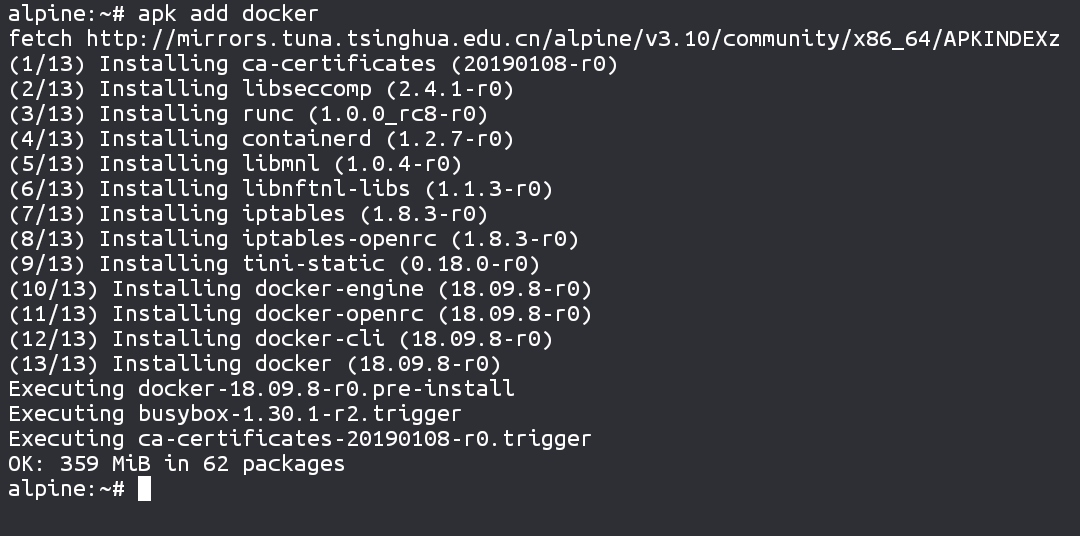 alpine:~# apk add docker
fetch http://mirrors.tuna.tsinghua.edu.cn/alpine/v3.10/community/x86_64/APKINDEXz
(1/13) Installing ca-certificates (20190108-r0)
(2/13) Installing libseccomp (2.4.1-r0)
(3/13) Installing runc (1.0.0_rc8-r0)
(4/13) Installing containerd (1.2.7-r0)
(5/13) Installing libmnl (1.0.4-r0)
(6/13) Installing libnftnl-libs (1.1.3-r0)
(7/13) Installing iptables (1.8.3-r0)
(8/13) Installing iptables-openrc (1.8.3-r0)
(9/13) Installing tini-static (0.18.0-r0)
(10/13) Installing docker-engine (18.09.8-r0)
(11/13) Installing docker-openrc (18.09.8-r0)
(12/13) Installing docker-cli (18.09.8-r0)
(13/13) Installing docker (18.09.8-r0)
Executing docker-18.09.8-r0.pre-install
Executing busybox-1.30.1-r2.trigger
Executing ca-certificates-20190108-r0.trigger
OK: 359 MiB in 62 packages
alpine:~#